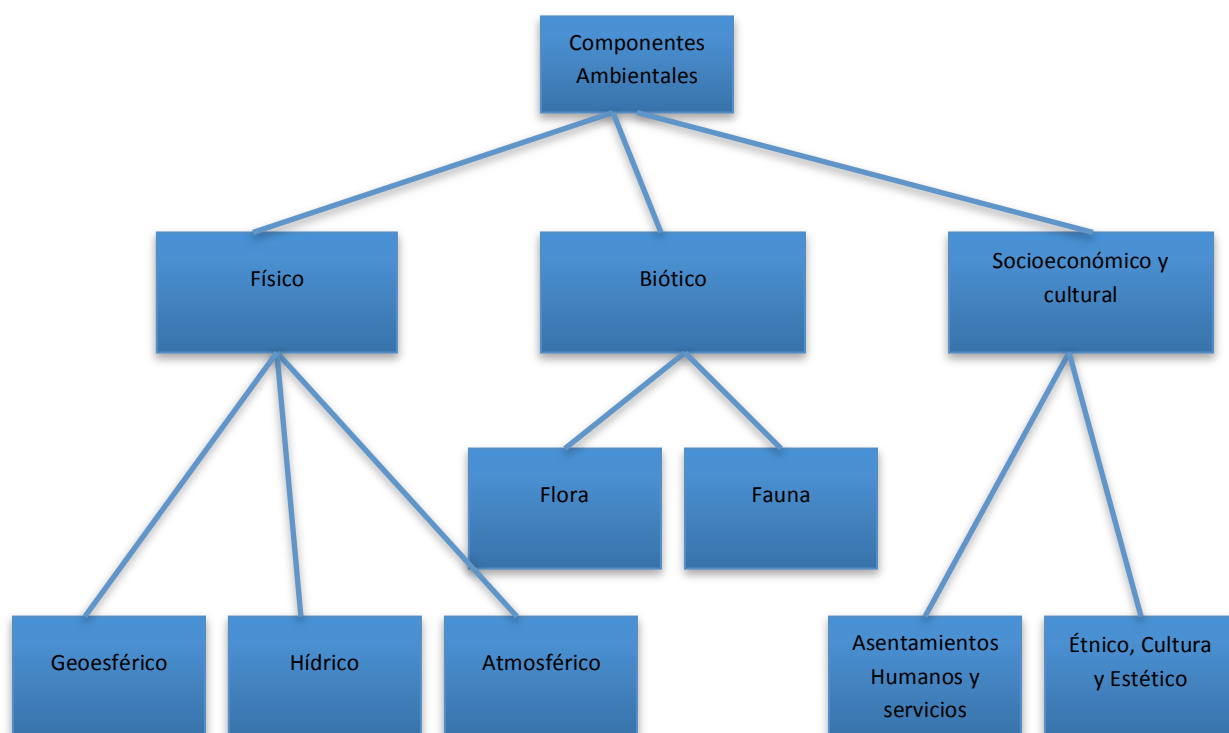 Componentes
Ambientales
Físico
Biótico
Socioeconómico y
cultural
Flora
Fauna
Geoesférico
Hídrico
Atmosférico
Asentamientos
Humanos y
servicios
Étnico, Cultura
y Estético